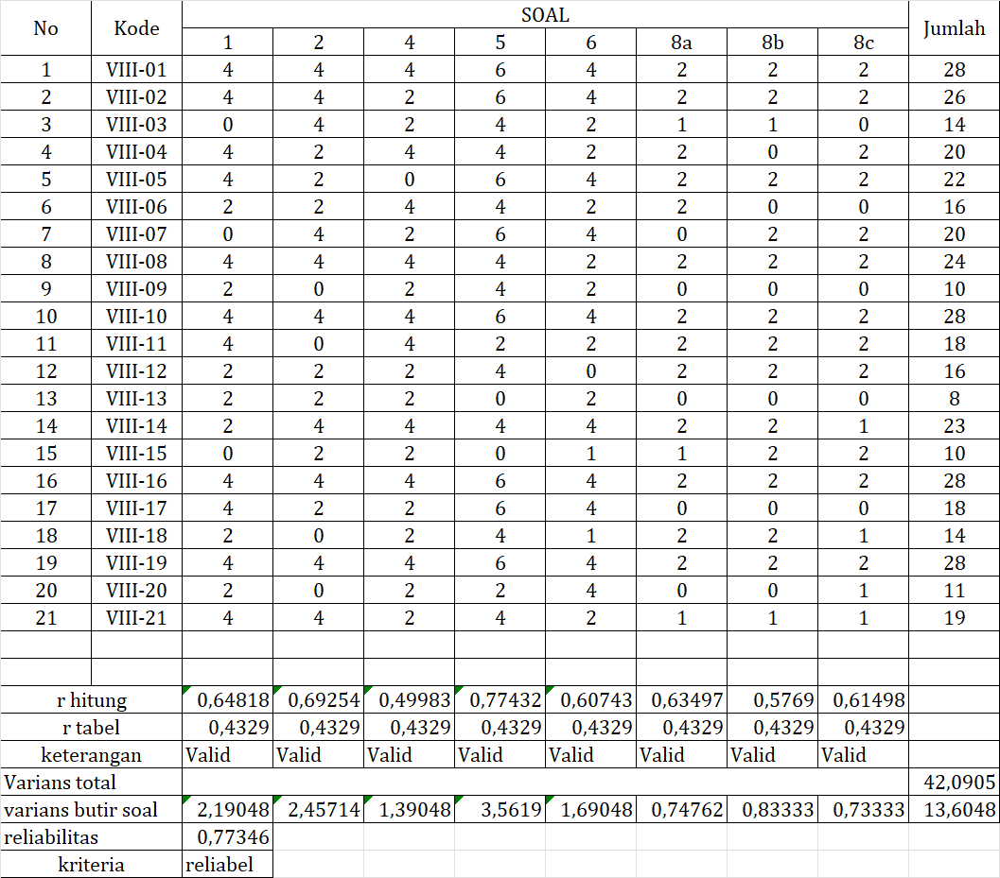 No Kode SOAL Jumlah
1 2 4 5 6 8a 8b 8c
1 VIII-01 4 4 4 6 4 2 2 2 28
2 VIII-02 4 4 2 6 4 2 2 2 26
3 VIII-03 0 4 2 4 2 1 1 0 14
4 VIII-04 4 2 4 4 2 2 0 2 20
5 VIII-05 4 2 0 6 4 2 2 2 22
6 VIII-06 2 2 4 4 2 2 0 0 16
7 VIII-07 0 4 2 6 4 0 2 2 20
8 VIII-08 4 4 4 4 2 2 2 2 24
9 VIII-09 2 0 2 4 2 0 0 0 10
10 VIII-10 4 4 4 6 4 2 2 2 28
11 VIII-11 4 0 4 2 2 2 2 2 18
12 VIII-12 2 2 2 4 0 2 2 2 16
13 VIII-13 2 2 2 0 2 0 0 0 8
14 VIII-14 2 4 4 4 4 2 2 1 23
15 VIII-15 0 2 2 0 1 1 2 2 10
16 VIII-16 4 4 4 6 4 2 2 2 28
17 VIII-17 4 2 2 6 4 0 0 0 18
18 VIII-18 2 0 2 4 1 2 2 1 14
19 VIII-19 4 4 4 6 4 2 2 2 28
20 VIII-20 2 0 2 2 4 0 0 1 11
21 VIII-21 4 4 2 4 2 1 1 1 19
r hitung 0,64818 0,69254 0,49983 0,77432 0,60743 0,63497 0,5769 0,61498
r tabel 0,4329 0,4329 0,4329 0,4329 0,4329 0,4329 0,4329 0,4329
keterangan Valid Valid Valid Valid Valid Valid Valid Valid
Varians total 42,0905
varians butir soal 2,19048 2,45714 1,39048 3,5619 1,69048 0,74762 0,83333 0,73333 13,6048
reliabilitas 0,77346
kriteria reliabel